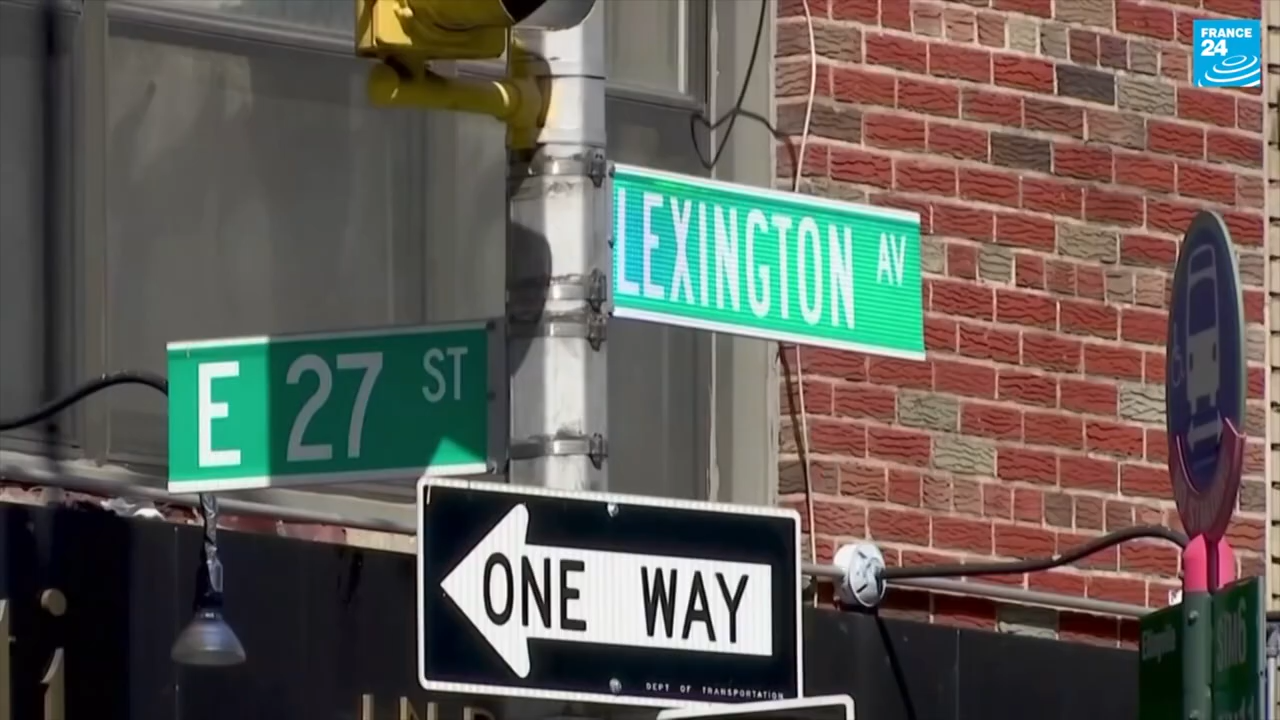 FRANCE
24
LEXINGTON AV
E 27 ST
ONE WAY
DEPT OF TRANSPORTATION